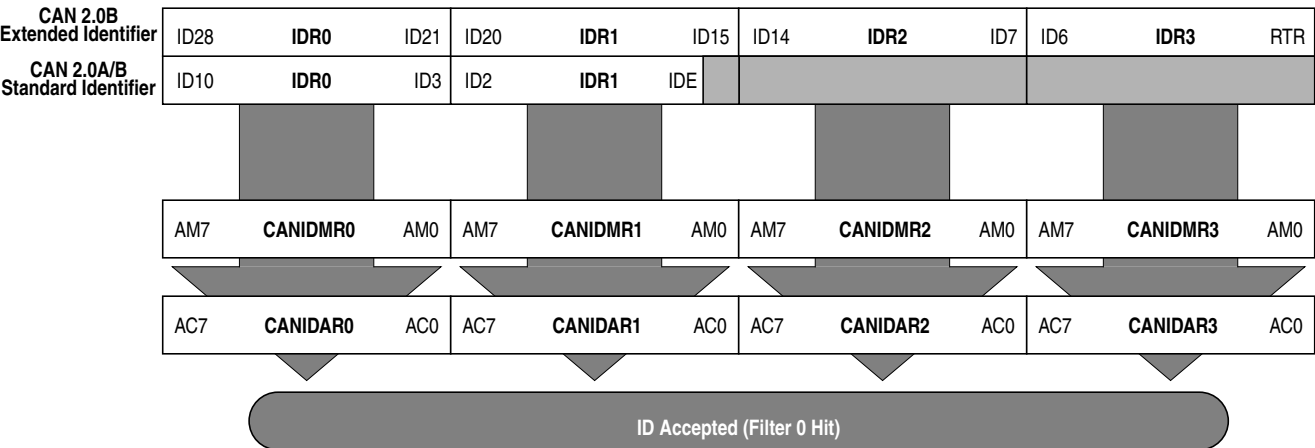 CAN 2.0B
Extended Identifier
ID28 IDR0 ID21 ID20 IDR1 ID15 ID14 IDR2 ID7 ID6 IDR3 RTR
CAN 2.0A/B
Standard Identifier
ID10 IDR0 ID3 ID2 IDR1 IDE
AM7 CANIDMR0 AM0 AM7 CANIDMR1 AM0 AM7 CANIDMR2 AM0 AM7 CANIDMR3 AM0
AC7 CANIDAR0 AC0 AC7 CANIDAR1 AC0 AC7 CANIDAR2 AC0 AC7 CANIDAR3 AC0
ID Accepted (Filter 0 Hit)